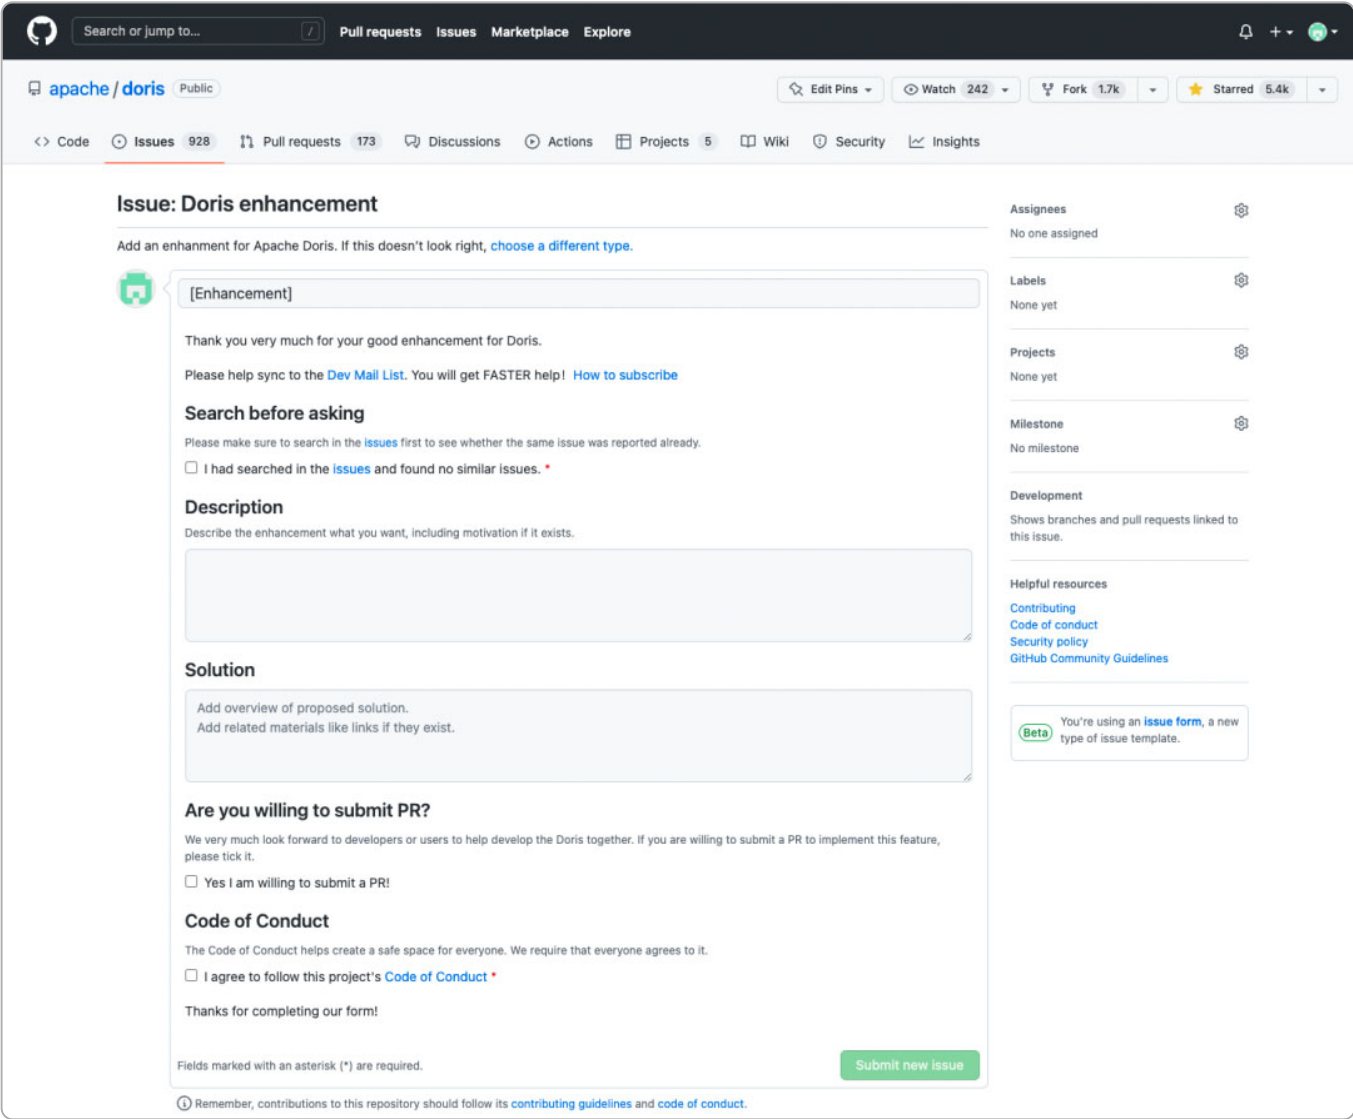 Search or jump to... / Pull requests Issues Marketplace Explore
apache / doris Public Edit Pins Watch 242 Fork 1.7k Starred 5.4k
Code Issues 928 Pull requests 173 Discussions Actions Projects 5 Wiki Security Insights
Issue: Doris enhancement
Add an enhanment for Apache Doris. If this doesn't look right, choose a different type.
[Enhancement]
Thank you very much for your good enhancement for Doris.
Please help sync to the Dev Mail List. You will get FASTER help! How to subscribe
Search before asking
Please make sure to search in the issues first to see whether the same issue was reported already.
I had searched in the issues and found no similar issues. *
Description
Describe the enhancement what you want, including motivation if it exists.
Solution
Add overview of proposed solution.
Add related materials like links if they exist.
Are you willing to submit PR?
We very much look forward to developers or users to help develop the Doris together. If you are willing to submit a PR to implement this feature,
please tick it.
Yes I am willing to submit a PR!
Code of Conduct
The Code of Conduct helps create a safe space for everyone. We require that everyone agrees to it.
I agree to follow this project's Code of Conduct *
Thanks for completing our form!
Fields marked with an asterisk (*) are required.
Submit new issue
Remember, contributions to this repository should follow its contributing guidelines and code of conduct.
Assignees
No one assigned
Labels
None yet
Projects
None yet
Milestone
No milestone
Development
Shows branches and pull requests linked to
this issue.
Helpful resources
Contributing
Code of conduct
Security policy
GitHub Community Guidelines
Beta You're using an issue form, a new
type of issue template.